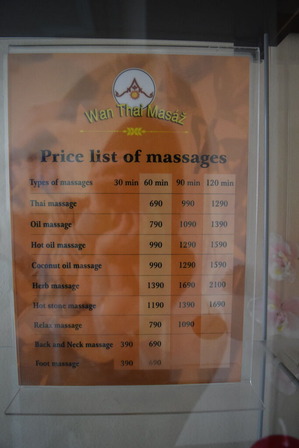 Wan Thai Masáž
Price list of massages
Types of massages 30 min 60 min 90 min 120 min
Thai massage 690 990 1290
Oil massage 790 1090 1390
Hot oil massage 990 1290 1590
Coconut oil massage 990 1290 1590
Herb massage 1390 1690 2100
Hot stone massage 1190 1390 1690
Relax massage 790 1090
Back and Neck massage 390 690
Foot massage 390 690